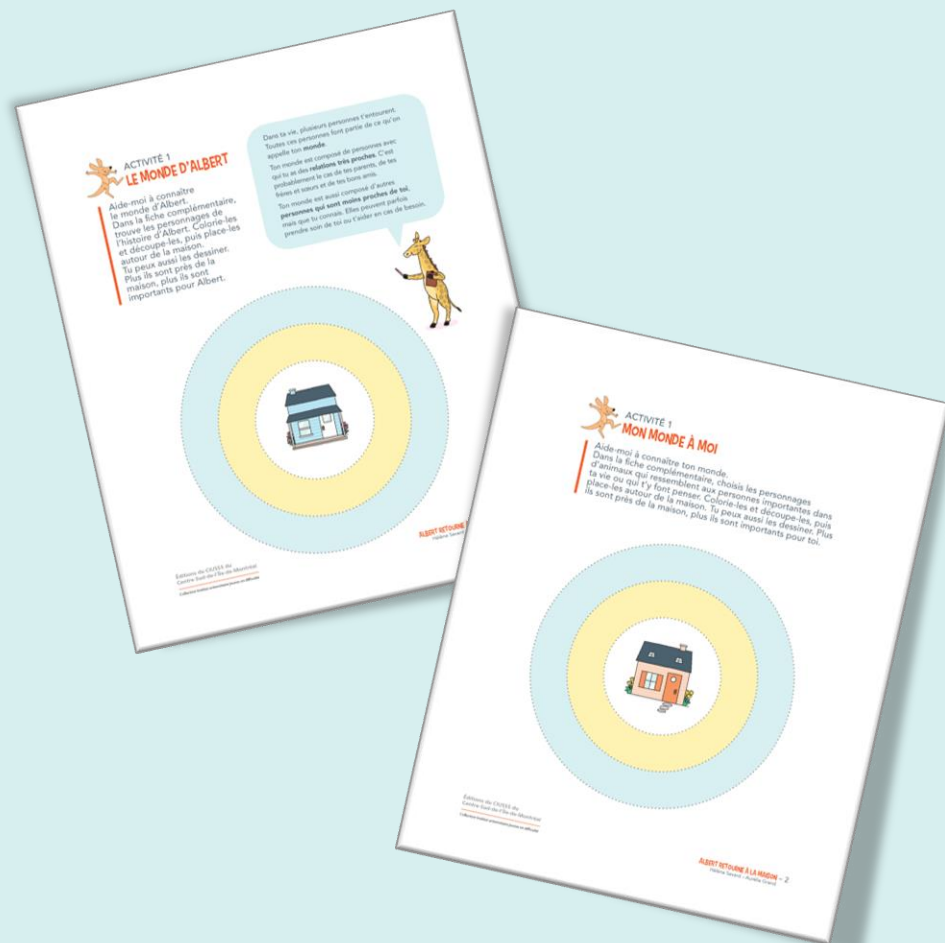 ACTIVITÉ 1
LE MONDE D'ALBERT
Aide-moi à connaître
le monde d'Albert.
Dans la fiche complémentaire,
trouve les personnages de
l'histoire d'Albert. Colorie-les
et découpe-les, puis place-les
autour de la maison.
Tu peux aussi les dessiner.
Plus ils sont près de la
maison, plus ils sont
importants pour Albert.
Dans ta vie, plusieurs personnes t'entourent.
Toutes ces personnes font partie de ce qu'on
appelle ton monde.
Ton monde est composé de personnes avec
qui tu as des relations très proches. C'est
probablement le cas de tes parents, de tes
frères et sœurs et de tes bons amis.
Ton monde est aussi composé d'autres
personnes qui sont moins proches de toi,
mais que tu connais. Elles peuvent parfois
prendre soin de toi ou t'aider en cas de besoin.
Éditions du CIUSSS du
Centre-Sud-de-l'Île-de-Montréal
ALBERT RETOURNE
ACTIVITÉ 1
MON MONDE À MOI
Aide-moi à connaître ton monde.
Dans la fiche complémentaire, choisis les personnages
d'animaux qui ressemblent aux personnes importantes dans
ta vie ou qui t'y font penser. Colorie-les et découpe-les, puis
place-les autour de la maison. Tu peux aussi les dessiner. Plus
ils sont près de la maison, plus ils sont importants pour toi.
Éditions du CIUSSS du
Centre-Sud-de-l'Île-de-Montréal
ALBERT RETOURNE À LA MAISON - 2